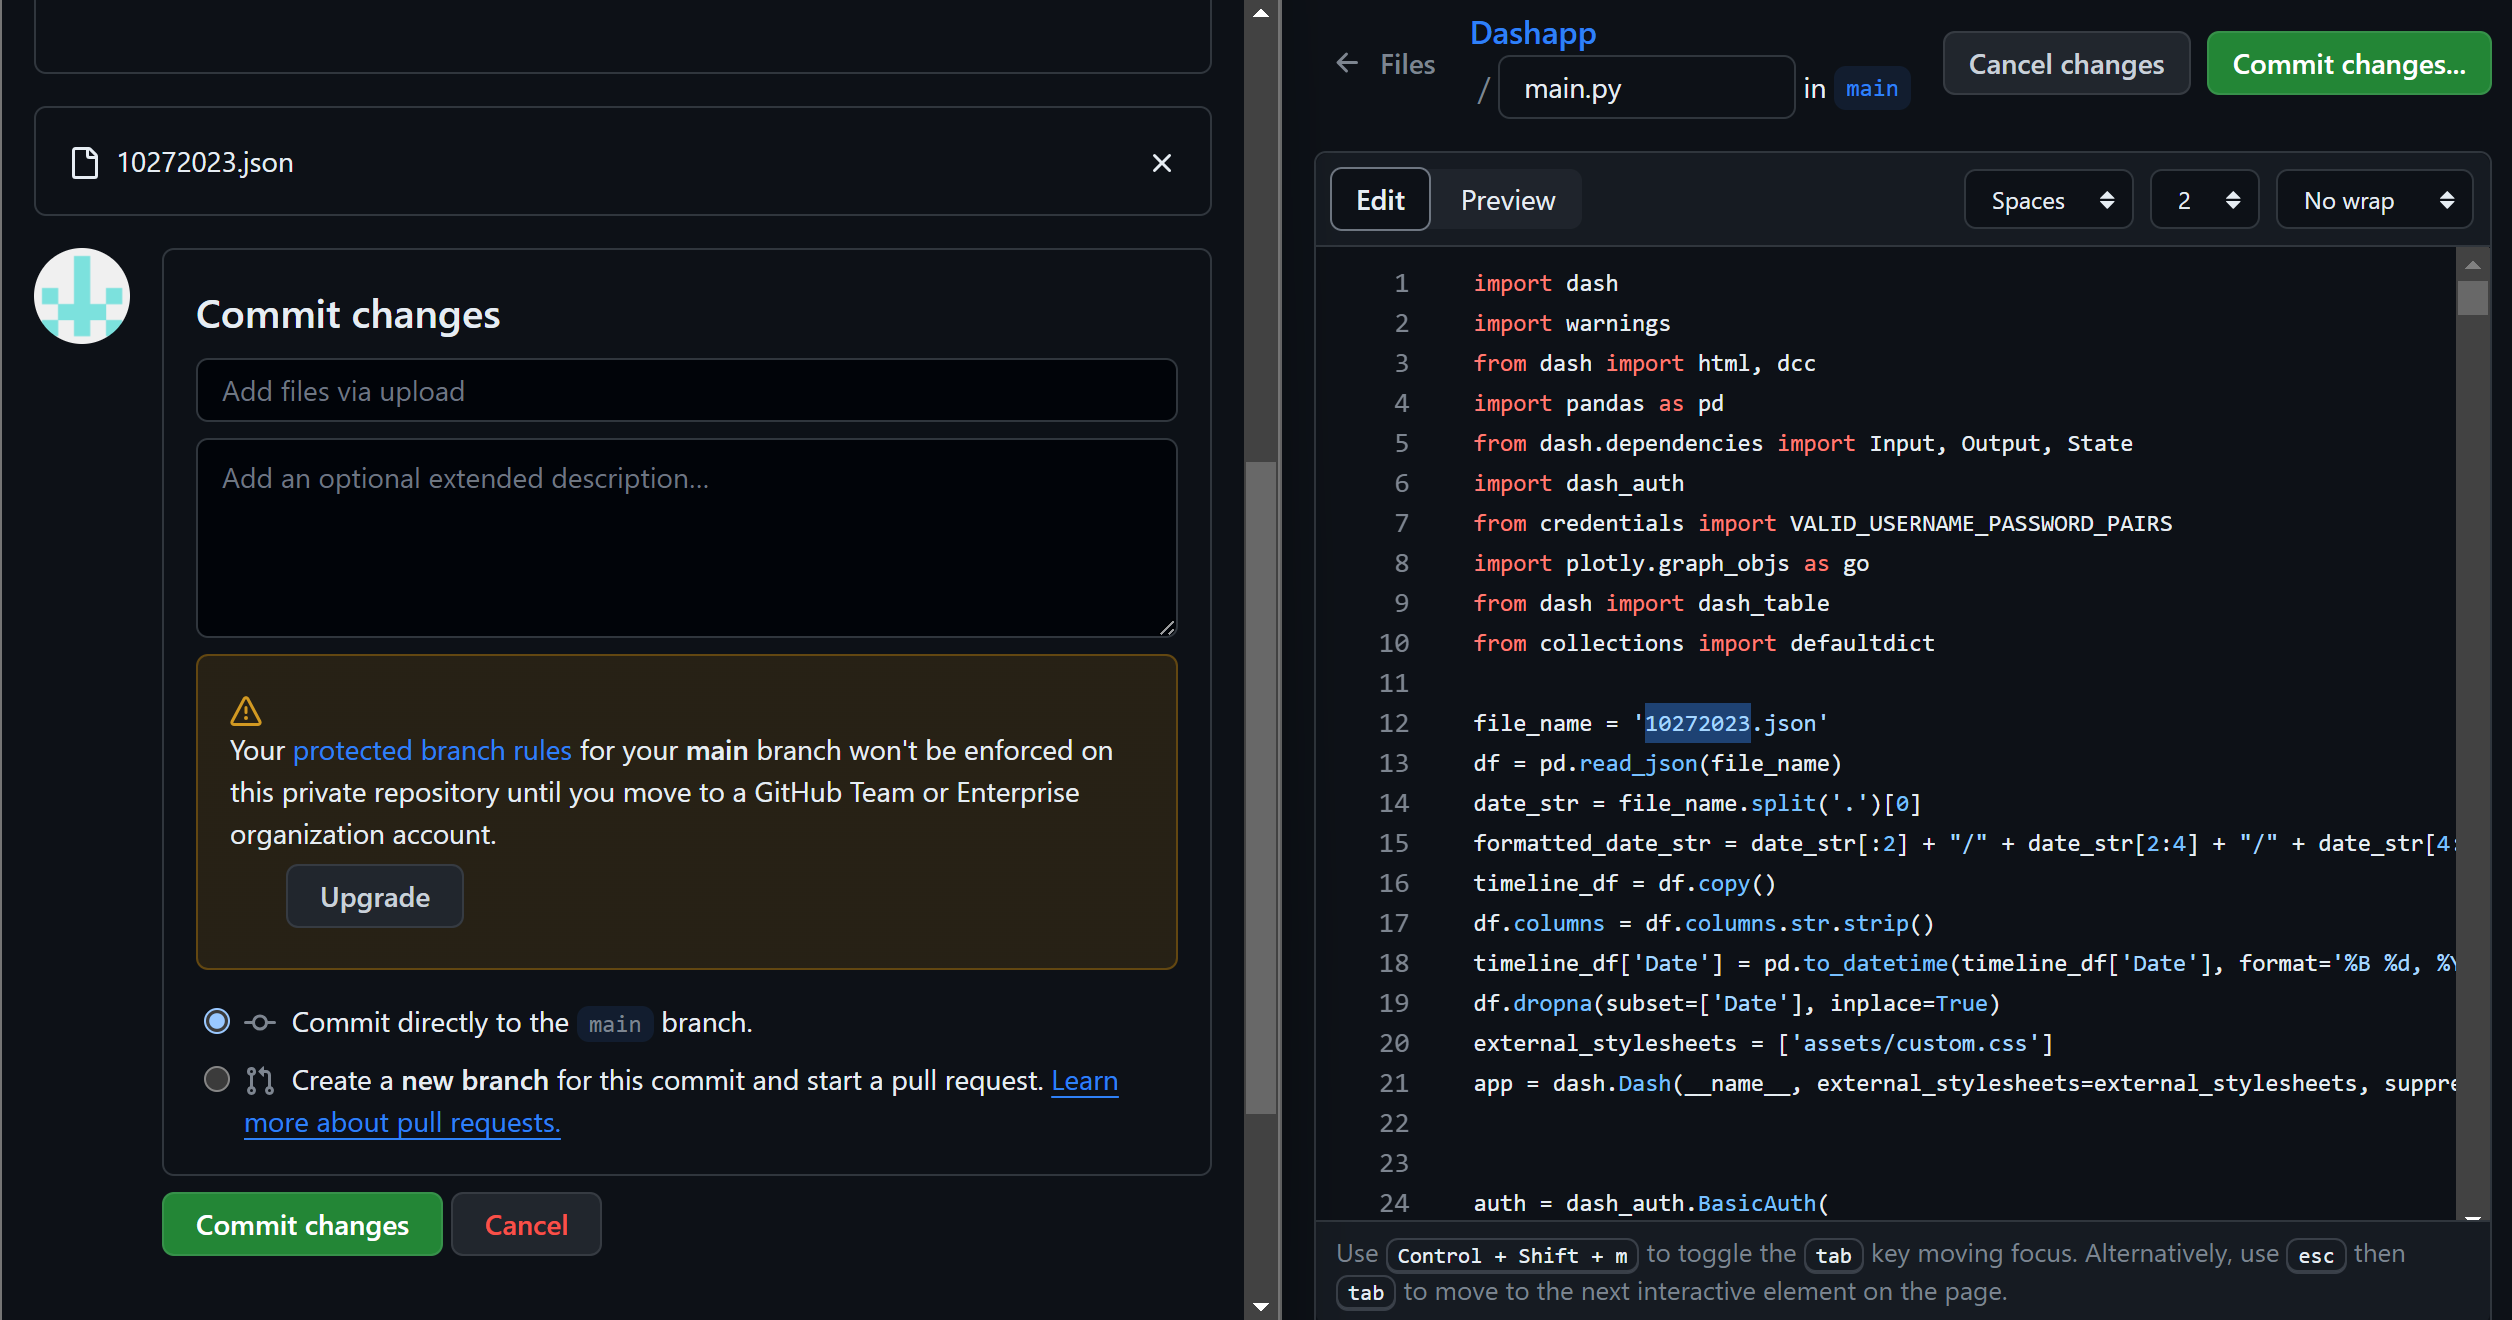 10272023.json
Commit changes
Add files via upload
Add an optional extended description...
Your protected branch rules for your main branch won't be enforced on
this private repository until you move to a GitHub Team or Enterprise
organization account.
Upgrade
Commit directly to the main branch.
Create a new branch for this commit and start a pull request. Learn
more about pull requests.
Commit changes Cancel
Files
Dashapp
/ main.py in main
Cancel changes Commit changes...
Edit Preview Spaces 2 No wrap
1 import dash
2 import warnings
3 from dash import html, dcc
4 import pandas as pd
5 from dash.dependencies import Input, Output, State
6 import dash_auth
7 from credentials import VALID_USERNAME_PASSWORD_PAIRS
8 import plotly.graph_objs as go
9 from dash import dash_table
10 from collections import defaultdict
11
12 file_name = '10272023.json'
13 df = pd.read_json(file_name)
14 date_str = file_name.split('.')[0]
15 formatted_date_str = date_str[:2] + "/" + date_str[2:4] + "/" + date_str[4:
16 timeline_df = df.copy()
17 df.columns = df.columns.str.strip()
18 timeline_df['Date'] = pd.to_datetime(timeline_df['Date'], format='%B %d, %Y
19 df.dropna(subset=['Date'], inplace=True)
20 external_stylesheets = ['assets/custom.css']
21 app = dash.Dash(__name__, external_stylesheets=external_stylesheets, suppre
22
23
24 auth = dash_auth.BasicAuth(
Use Control + Shift + m to toggle the tab key moving focus. Alternatively, use esc then
tab to move to the next interactive element on the page.